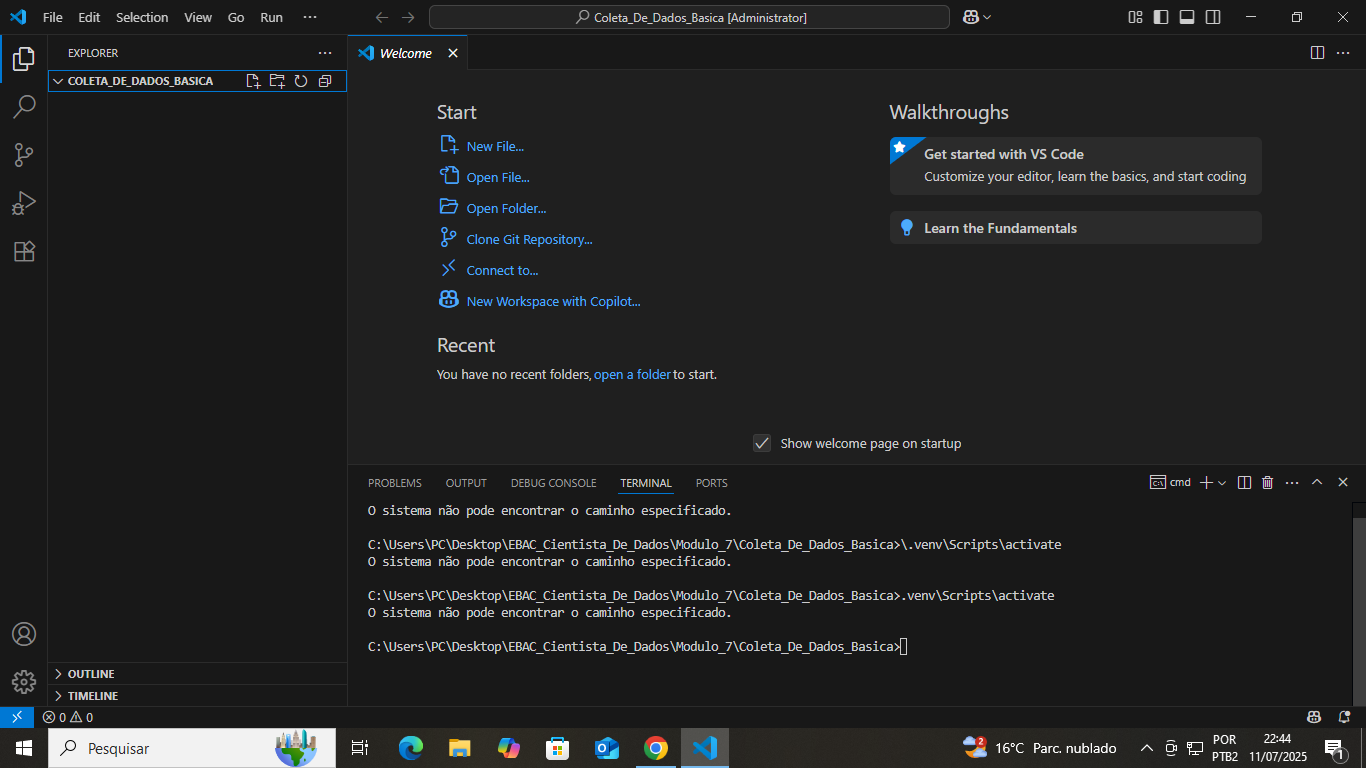 File Edit Selection View Go Run ···
Coleta_De_Dados_Basica [Administrator]
EXPLORER
COLETA_DE_DADOS_BASICA
OUTLINE
TIMELINE
Welcome
Start
New File...
Open File...
Open Folder...
Clone Git Repository...
Connect to...
New Workspace with Copilot...
Recent
You have no recent folders, open a folder to start.
Walkthroughs
Get started with VS Code
Customize your editor, learn the basics, and start coding
Learn the Fundamentals
Show welcome page on startup
PROBLEMS OUTPUT DEBUG CONSOLE TERMINAL PORTS
cmd
O sistema não pode encontrar o caminho especificado.
C:\Users\PC\Desktop\EBAC_Cientista_De_Dados\Modulo_7\Coleta_De_Dados_Basica>\.venv\Scripts\activate
O sistema não pode encontrar o caminho especificado.
C:\Users\PC\Desktop\EBAC_Cientista_De_Dados\Modulo_7\Coleta_De_Dados_Basica>.venv\Scripts\activate
O sistema não pode encontrar o caminho especificado.
C:\Users\PC\Desktop\EBAC_Cientista_De_Dados\Modulo_7\Coleta_De_Dados_Basica>
0 0
Pesquisar
2
16°C Parc. nublado
POR
PTB2
22:44
11/07/2025
1